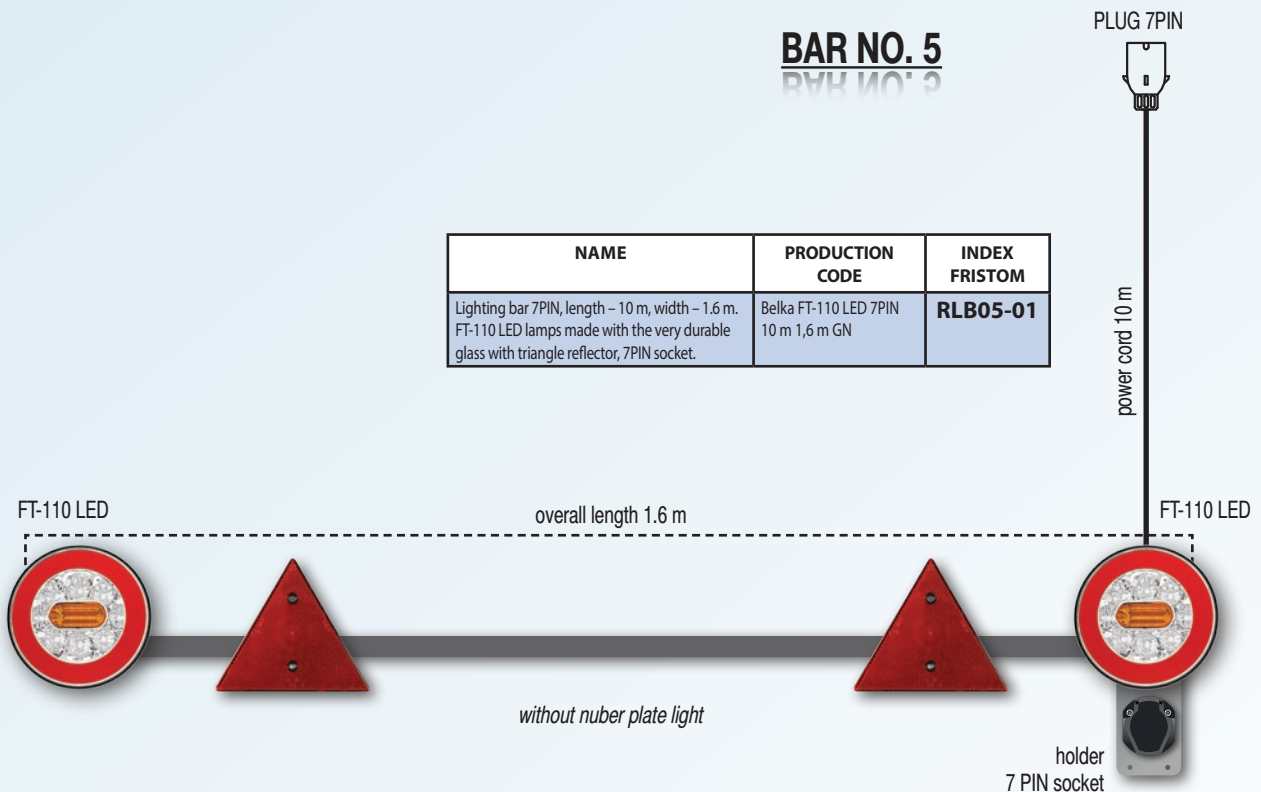 PLUG 7PIN
BAR NO. 5
NAME
PRODUCTION
CODE
INDEX
FRISTOM
Lighting bar 7PIN, length – 10 m, width – 1.6 m.
FT-110 LED lamps made with the very durable
glass with triangle reflector, 7PIN socket.
Belka FT-110 LED 7PIN
10 m 1,6 m GN
RLB05-01
power cord 10 m
FT-110 LED
overall length 1.6 m
FT-110 LED
without nuber plate light
holder
7 PIN socket